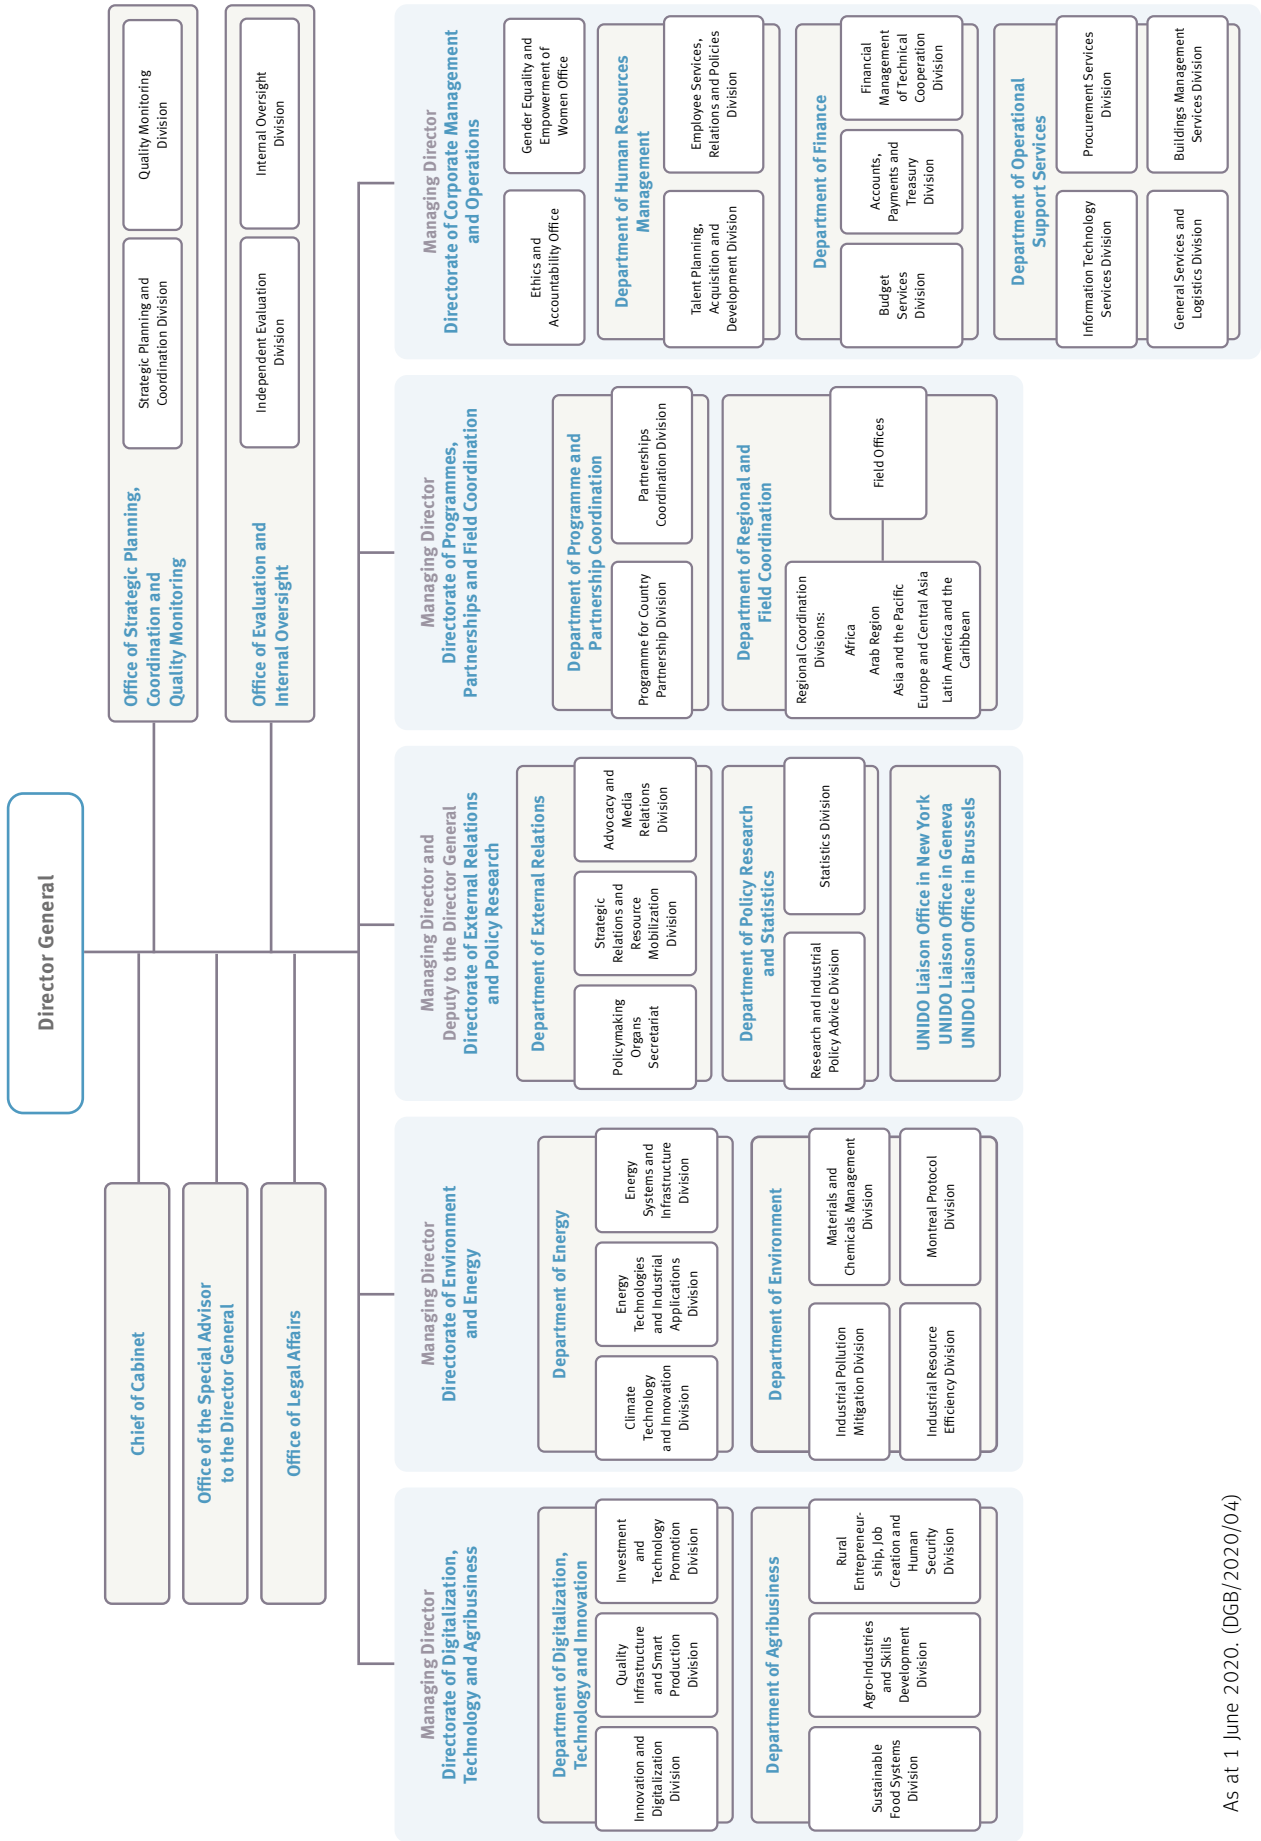 Director General
Chief of Cabinet
Office of the Special Advisor
to the Director General
Office of Legal Affairs
Office of Strategic Planning,
Coordination and
Quality Monitoring
Strategic Planning and
Coordination Division
Quality Monitoring
Division
Office of Evaluation and
Internal Oversight
Independent Evaluation
Division
Internal Oversight
Division
Managing Director
Directorate of Digitalization,
Technology and Agribusiness
Department of Digitalization,
Technology and Innovation
Innovation and
Digitalization
Division
Quality
Infrastructure
and Smart
Production
Division
Investment
and
Technology
Promotion
Division
Department of Agribusiness
Sustainable
Food Systems
Division
Agro-Industries
and Skills
Development
Division
Rural
Entrepreneur-
ship, Job
Creation and
Human
Security
Division
Managing Director
Directorate of Environment
and Energy
Department of Energy
Climate
Technology
and Innovation
Division
Energy
Technologies
and Industrial
Applications
Division
Energy
Systems and
Infrastructure
Division
Department of Environment
Industrial Pollution
Mitigation Division
Materials and
Chemicals Management
Division
Industrial Resource
Efficiency Division
Montreal Protocol
Division
Managing Director and
Deputy to the Director General
Directorate of External Relations
and Policy Research
Department of External Relations
Policymaking
Organs
Secretariat
Strategic
Relations and
Resource
Mobilization
Division
Advocacy and
Media
Relations
Division
Department of Policy Research
and Statistics
Research and Industrial
Policy Advice Division
Statistics Division
UNIDO Liaison Office in New York
UNIDO Liaison Office in Geneva
UNIDO Liaison Office in Brussels
Managing Director
Directorate of Programmes,
Partnerships and Field Coordination
Department of Programme and
Partnership Coordination
Programme for Country
Partnership Division
Partnerships
Coordination Division
Department of Regional and
Field Coordination
Regional Coordination
Divisions:
Africa
Arab Region
Asia and the Pacific
Europe and Central Asia
Latin America and the
Caribbean
Field Offices
Managing Director
Directorate of Corporate Management
and Operations
Ethics and
Accountability Office
Gender Equality and
Empowerment of
Women Office
Department of Human Resources
Management
Talent Planning,
Acquisition and
Development Division
Employee Services,
Relations and Policies
Division
Department of Finance
Budget
Services
Division
Accounts,
Payments and
Treasury
Division
Financial
Management
of Technical
Cooperation
Division
Department of Operational
Support Services
Information Technology
Services Division
Procurement Services
Division
General Services and
Logistics Division
Buildings Management
Services Division
As at 1 June 2020. (DGB/2020/04)